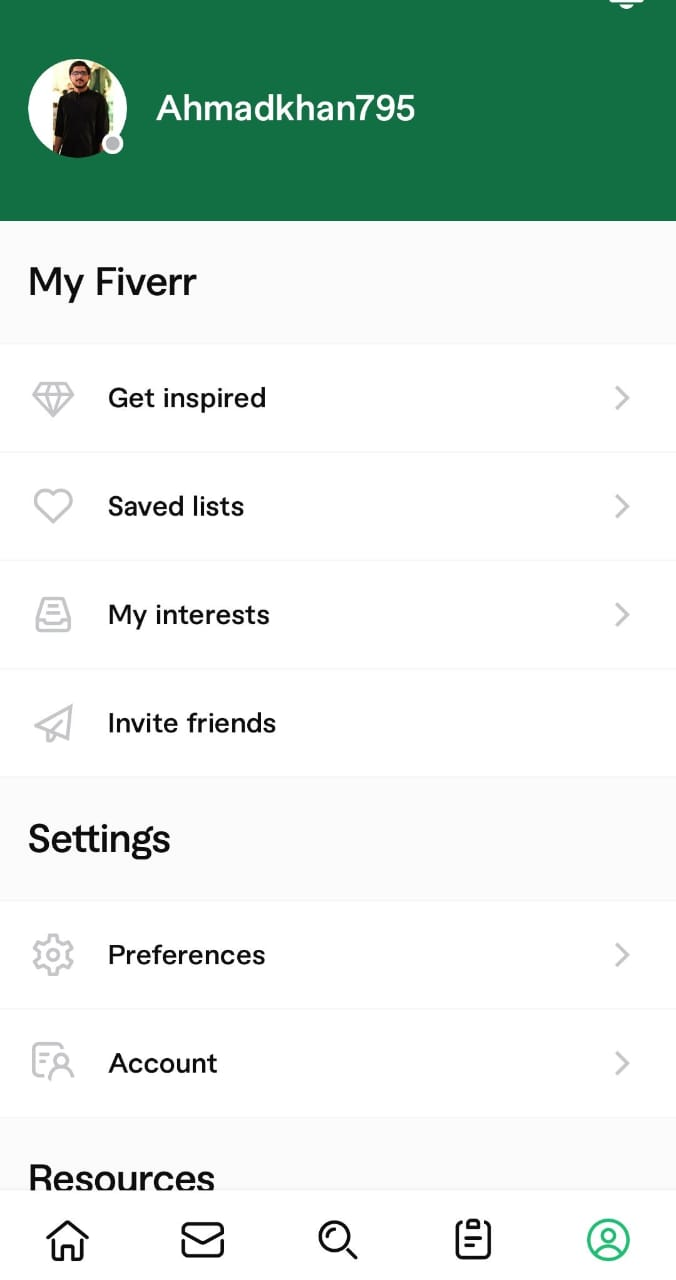 Ahmadkhan795
My Fiverr
Get inspired
Saved lists
My interests
Invite friends
Settings
Preferences
Account
Resources